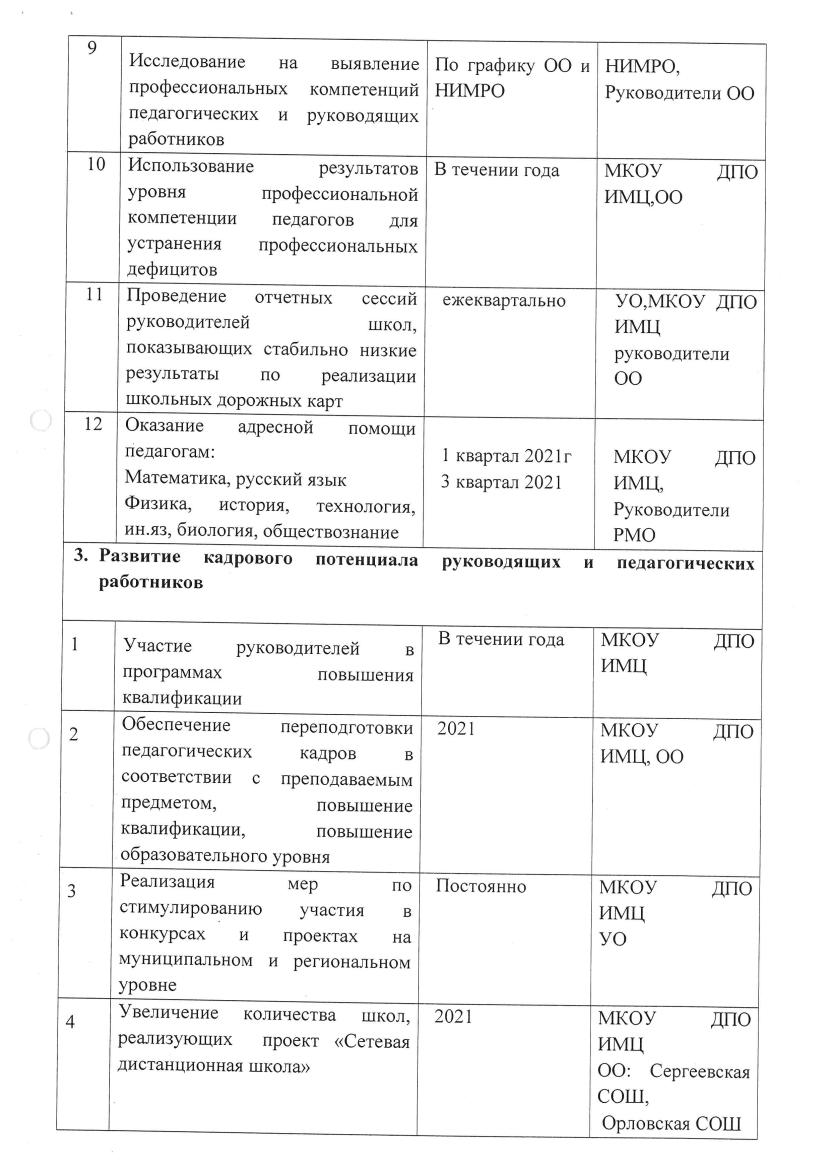 9
Исследование на выявление
профессиональных компетенций
педагогических и руководящих
работников
По графику ОО и
НИМРО
НИМРО,
Руководители ОО
10
Использование результатов
уровня профессиональной
компетенции педагогов для
устранения профессиональных
дефицитов
В течении года
МКОУ ДПО
ИМЦ,ОО
11
Проведение отчетных сессий
руководителей школ,
показывающих стабильно низкие
результаты по реализации
школьных дорожных карт
ежеквартально
УО,МКОУ ДПО
ИМЦ
руководители
ОО
12
Оказание адресной помощи
педагогам:
Математика, русский язык
Физика, история, технология,
ин.яз, биология, обществознание
1 квартал 2021г
3 квартал 2021
МКОУ ДПО
ИМЦ,
Руководители
РМО
3. Развитие кадрового потенциала руководящих и педагогических
работников
1
Участие руководителей в
программах повышения
квалификации
В течении года
МКОУ ДПО
ИМЦ
2
Обеспечение переподготовки
педагогических кадров в
соответствии с преподаваемым
предметом, повышение
квалификации, повышение
образовательного уровня
2021
МКОУ ДПО
ИМЦ, ОО
3
Реализация мер по
стимулированию участия в
конкурсах и проектах на
муниципальном и региональном
уровне
Постоянно
МКОУ ДПО
ИМЦ
УО
4
Увеличение количества школ,
реализующих проект «Сетевая
дистанционная школа»
2021
МКОУ ДПО
ИМЦ
ОО: Сергеевская
СОШ,
Орловская СОШ